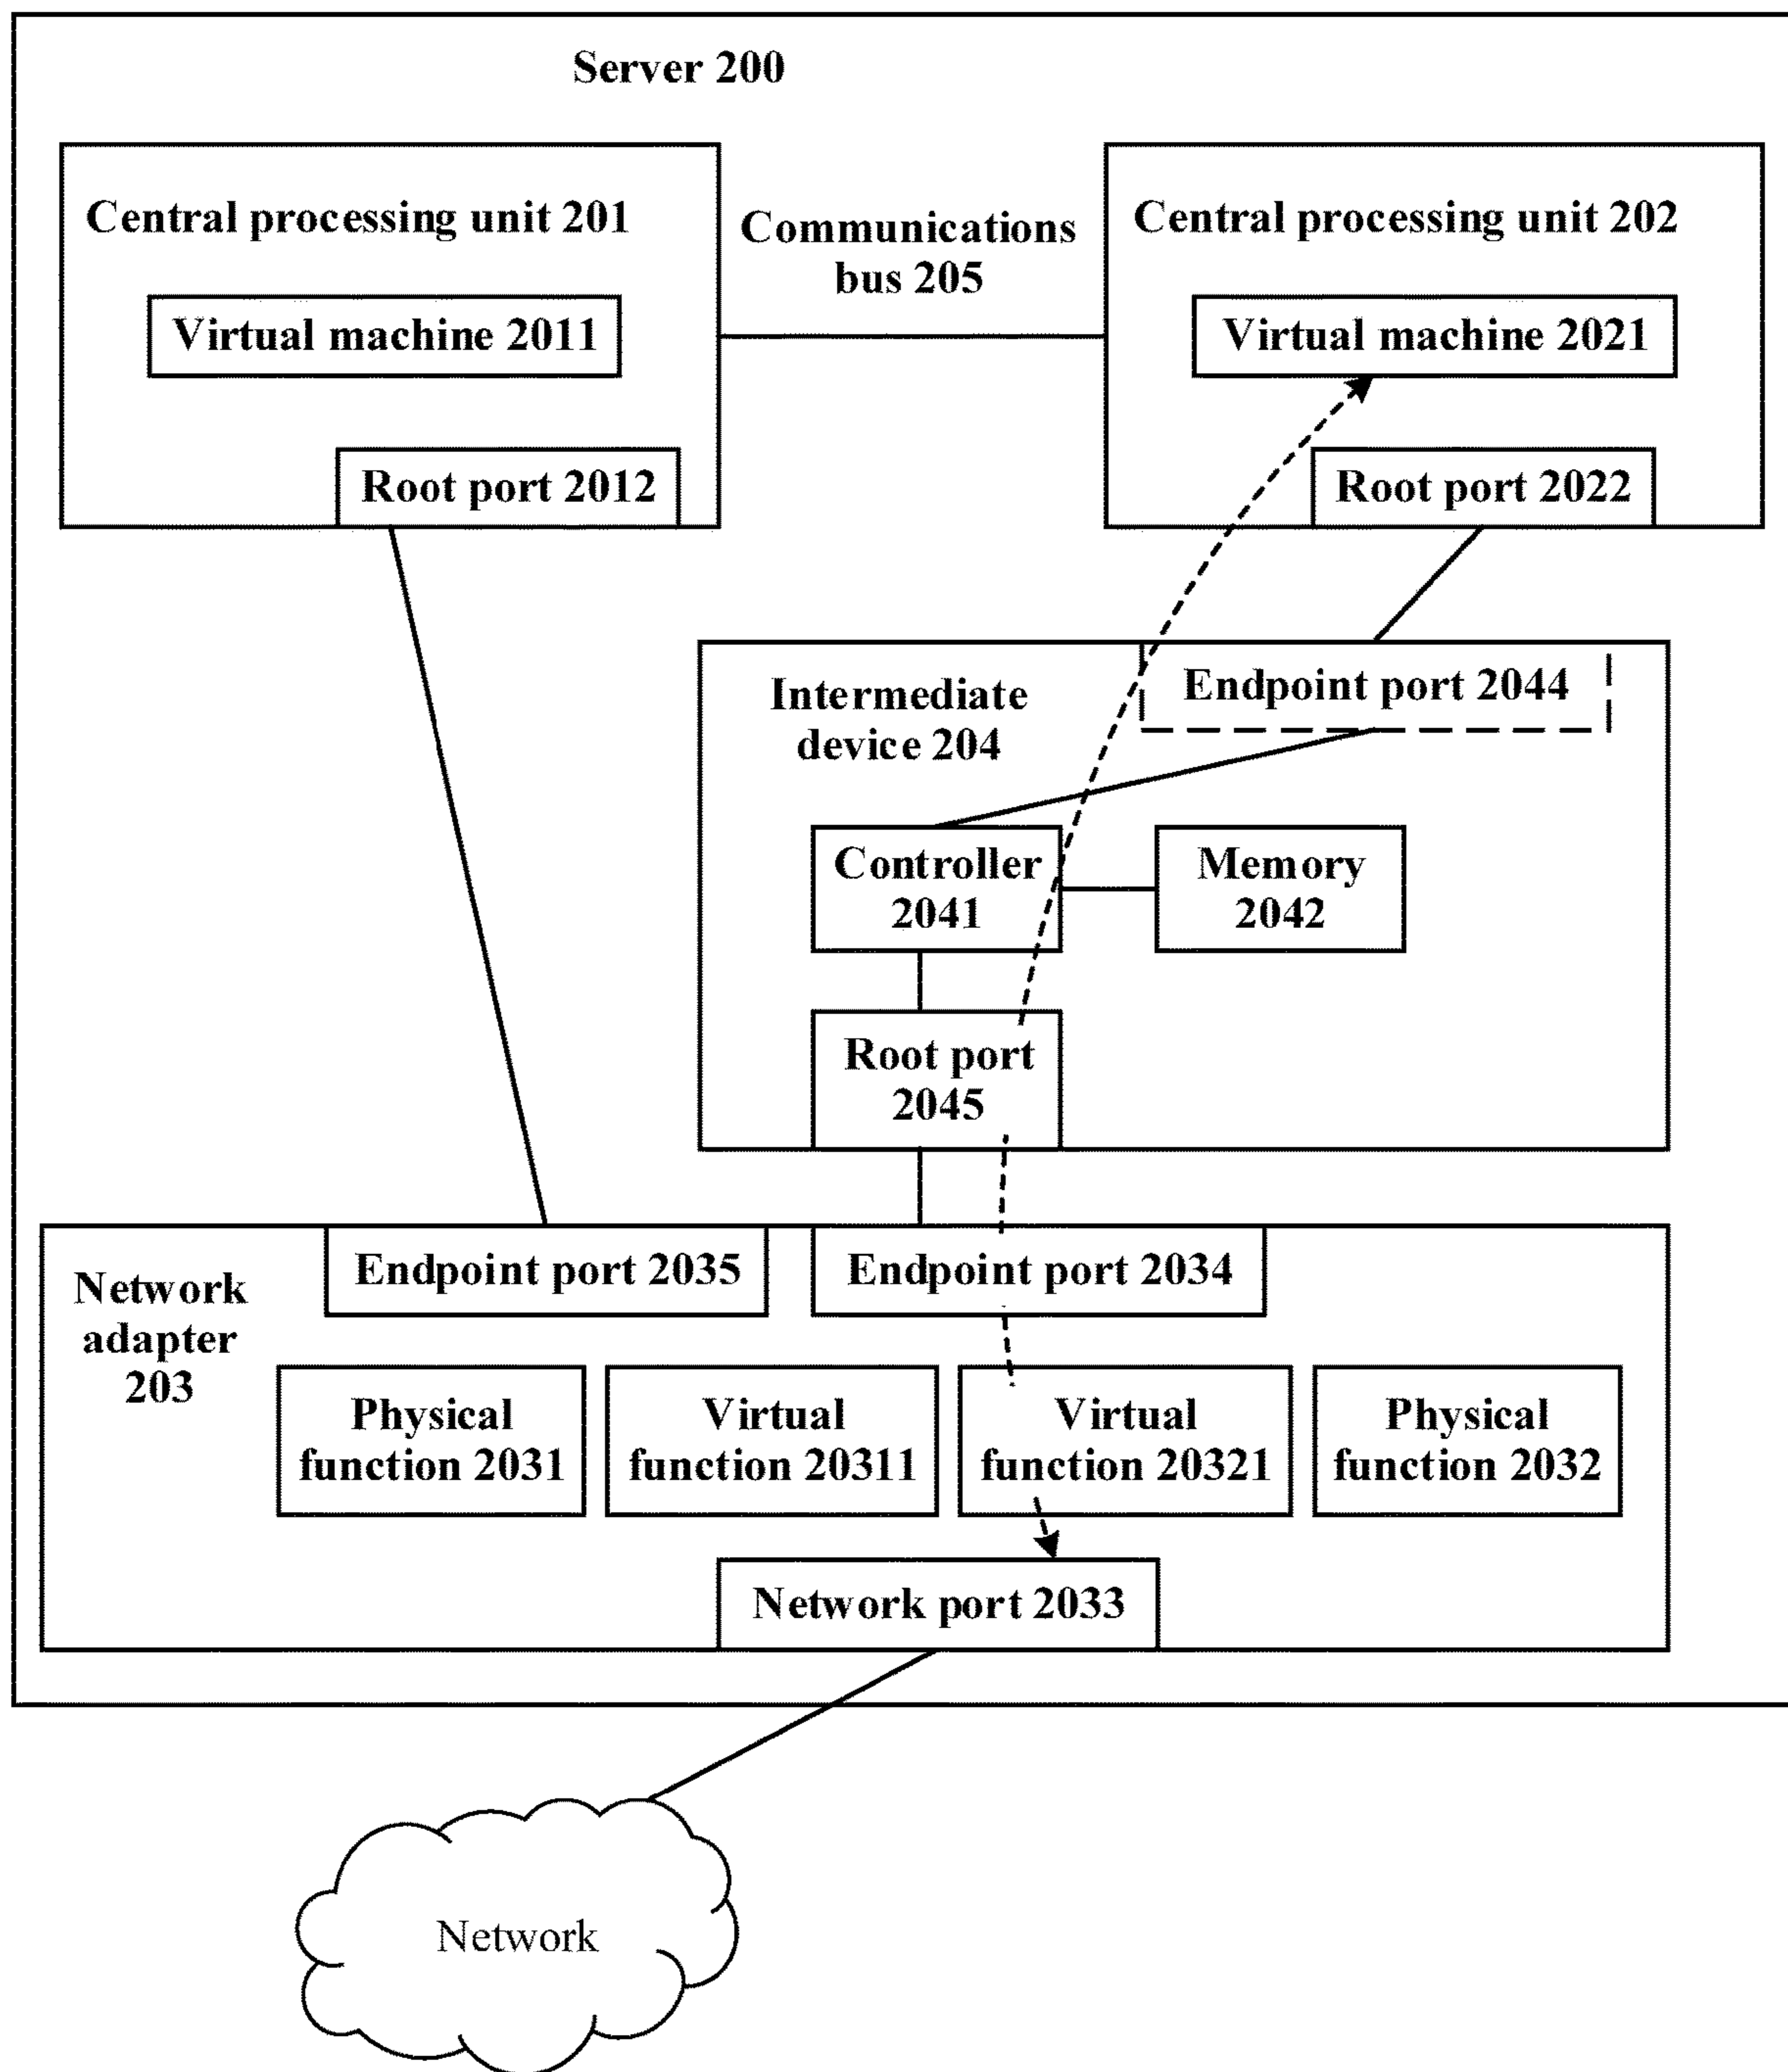 Server 200
Central processing unit 201
Communications
bus 205
Central processing unit 202
Virtual machine 2011
Virtual machine 2021
Root port 2012
Root port 2022
Intermediate
device 204
Endpoint port 2044
Controller
2041
Memory
2042
Root port
2045
Network
adapter
203
Endpoint port 2035
Endpoint port 2034
Physical
function 2031
Virtual
function 20311
Virtual
function 20321
Physical
function 2032
Network port 2033
Network